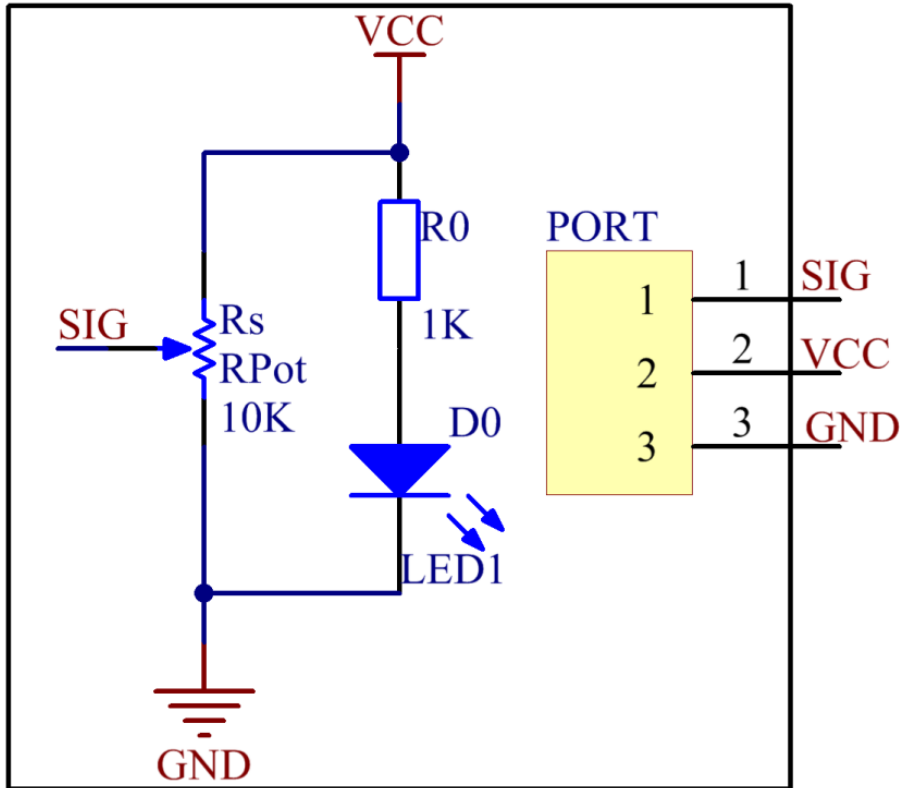 VCC
R0
1K
SIG
Rs
RPot
10K
D0
LED1
GND
PORT
1 1 SIG
2 2 VCC
3 3 GND